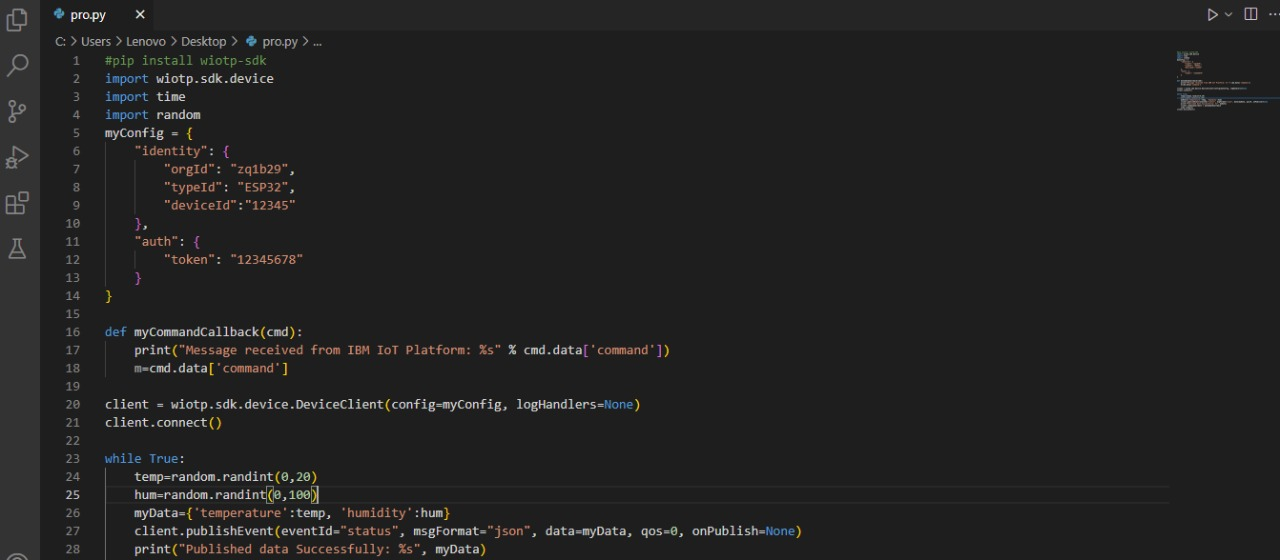 pro.py
C: > Users > Lenovo > Desktop > pro.py > ...
1 #pip install wiotp-sdk
2 import wiotp.sdk.device
3 import time
4 import random
5 myConfig = {
6     "identity": {
7         "orgId": "zq1b29",
8         "typeId": "ESP32",
9         "deviceId":"12345"
10     },
11     "auth": {
12         "token": "12345678"
13     }
14 }
15
16 def myCommandCallback(cmd):
17     print("Message received from IBM IoT Platform: %s" % cmd.data['command'])
18     m=cmd.data['command']
19
20 client = wiotp.sdk.device.DeviceClient(config=myConfig, logHandlers=None)
21 client.connect()
22
23 while True:
24     temp=random.randint(0,20)
25     hum=random.randint(0,100)
26     myData={'temperature':temp, 'humidity':hum}
27     client.publishEvent(eventId="status", msgFormat="json", data=myData, qos=0, onPublish=None)
28     print("Published data Successfully: %s", myData)